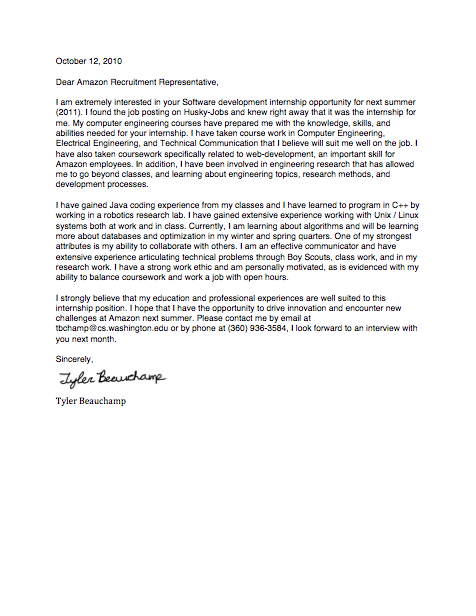 October 12, 2010
Dear Amazon Recruitment Representative,
I am extremely interested in your Software development internship opportunity for next summer
(2011). I found the job posting on Husky-Jobs and knew right away that it was the internship for
me. My computer engineering courses have prepared me with the knowledge, skills, and
abilities needed for your internship. I have taken course work in Computer Engineering,
Electrical Engineering, and Technical Communication that I believe will suit me well on the job. I
have also taken coursework specifically related to web-development, an important skill for
Amazon employees. In addition, I have been involved in engineering research that has allowed
me to go beyond classes, and learning about engineering topics, research methods, and
development processes.
I have gained Java coding experience from my classes and I have learned to program in C++ by
working in a robotics research lab. I have gained extensive experience working with Unix / Linux
systems both at work and in class. Currently, I am learning about algorithms and will be learning
more about databases and optimization in my winter and spring quarters. One of my strongest
attributes is my ability to collaborate with others. I am an effective communicator and have
extensive experience articulating technical problems through Boy Scouts, class work, and in my
research work. I have a strong work ethic and am personally motivated, as is evidenced with my
ability to balance coursework and work a job with open hours.
I strongly believe that my education and professional experiences are well suited to this
internship position. I hope that I have the opportunity to drive innovation and encounter new
challenges at Amazon next summer. Please contact me by email at
tbchamp@cs.washington.edu or by phone at (360) 936-3584, I look forward to an interview with
you next month.
Sincerely,
Tyler Beauchamp
Tyler Beauchamp